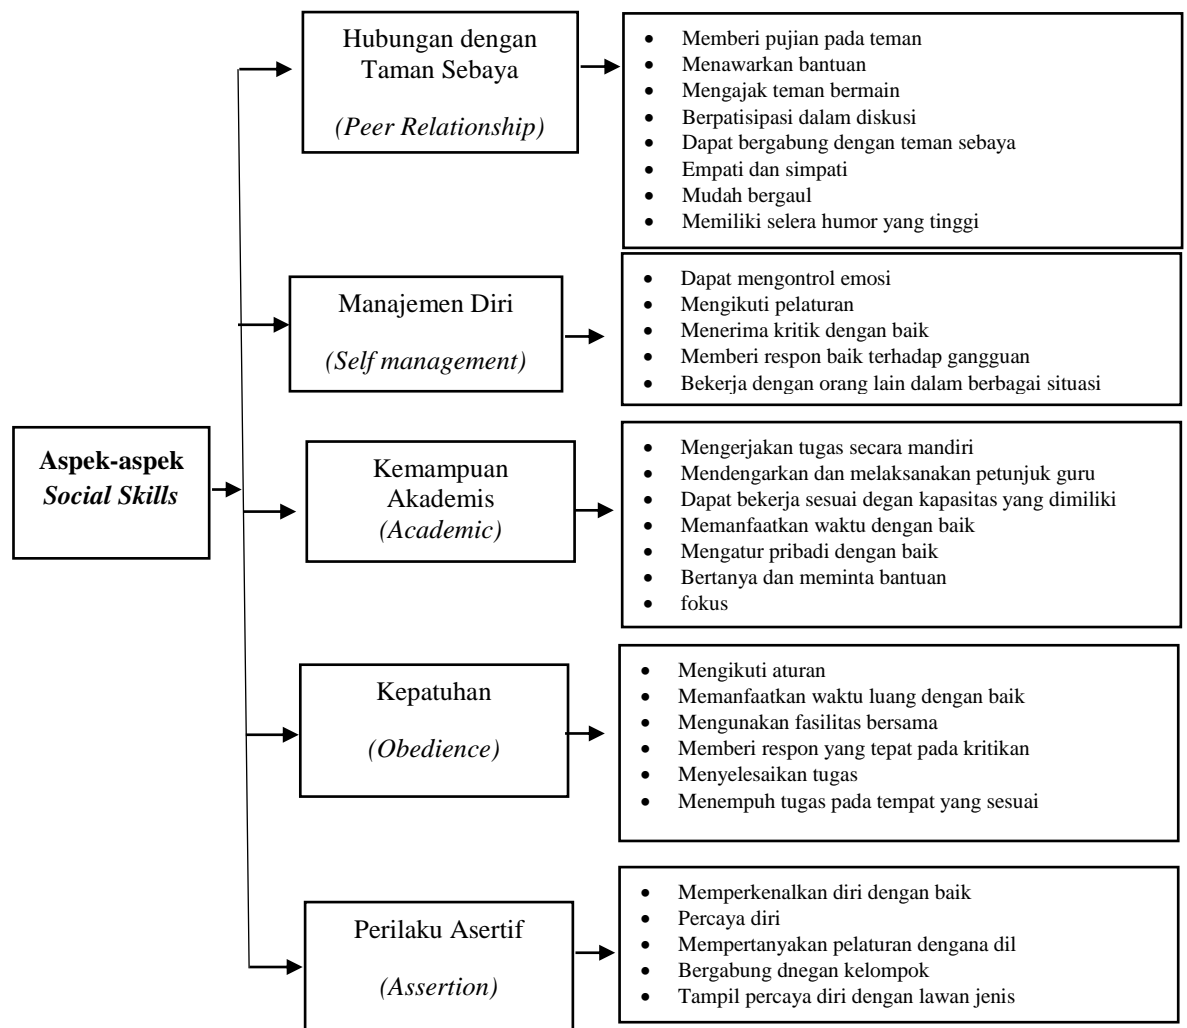 Aspek-aspek
Social Skills
Hubungan dengan
Taman Sebaya
(Peer Relationship)
• Memberi pujian pada teman
• Menawarkan bantuan
• Mengajak teman bermain
• Berpatisipasi dalam diskusi
• Dapat bergabung dengan teman sebaya
• Empati dan simpati
• Mudah bergaul
• Memiliki selera humor yang tinggi
Manajemen Diri
(Self management)
• Dapat mengontrol emosi
• Mengikuti pelaturan
• Menerima kritik dengan baik
• Memberi respon baik terhadap gangguan
• Bekerja dengan orang lain dalam berbagai situasi
Kemampuan
Akademis
(Academic)
• Mengerjakan tugas secara mandiri
• Mendengarkan dan melaksanakan petunjuk guru
• Dapat bekerja sesuai degan kapasitas yang dimiliki
• Memanfaatkan waktu dengan baik
• Mengatur pribadi dengan baik
• Bertanya dan meminta bantuan
• fokus
Kepatuhan
(Obedience)
• Mengikuti aturan
• Memanfaatkan waktu luang dengan baik
• Mengunakan fasilitas bersama
• Memberi respon yang tepat pada kritikan
• Menyelesaikan tugas
• Menempuh tugas pada tempat yang sesuai
Perilaku Asertif
(Assertion)
• Memperkenalkan diri dengan baik
• Percaya diri
• Mempertanyakan pelaturan dengana dil
• Bergabung dnegan kelompok
• Tampil percaya diri dengan lawan jenis